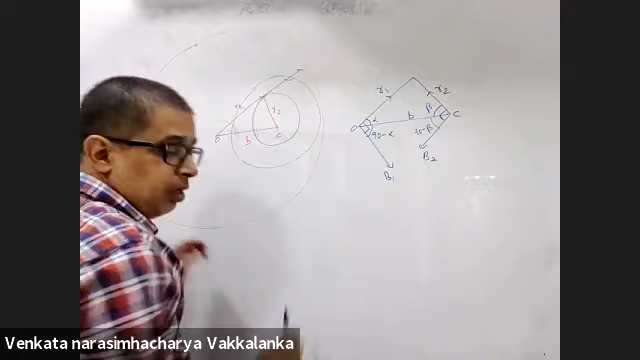 r₁
r₂
O
b
C
r₁
r₂
O
α
b
β
C
90-α
90-β
B₁
B₂
Venkata narasimhacharya Vakkalanka